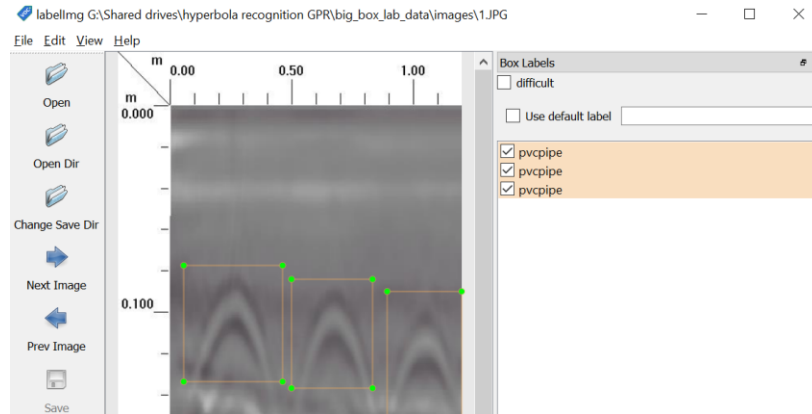 labelImg G:\Shared drives\hyperbola recognition GPR\big_box_lab_data\images\1.JPG
File Edit View Help
Open
Open Dir
Change Save Dir
Next Image
Prev Image
Save
m
0.00 0.50 1.00
m
0.000
0.100
Box Labels
difficult
Use default label
pvcpipe
pvcpipe
pvcpipe